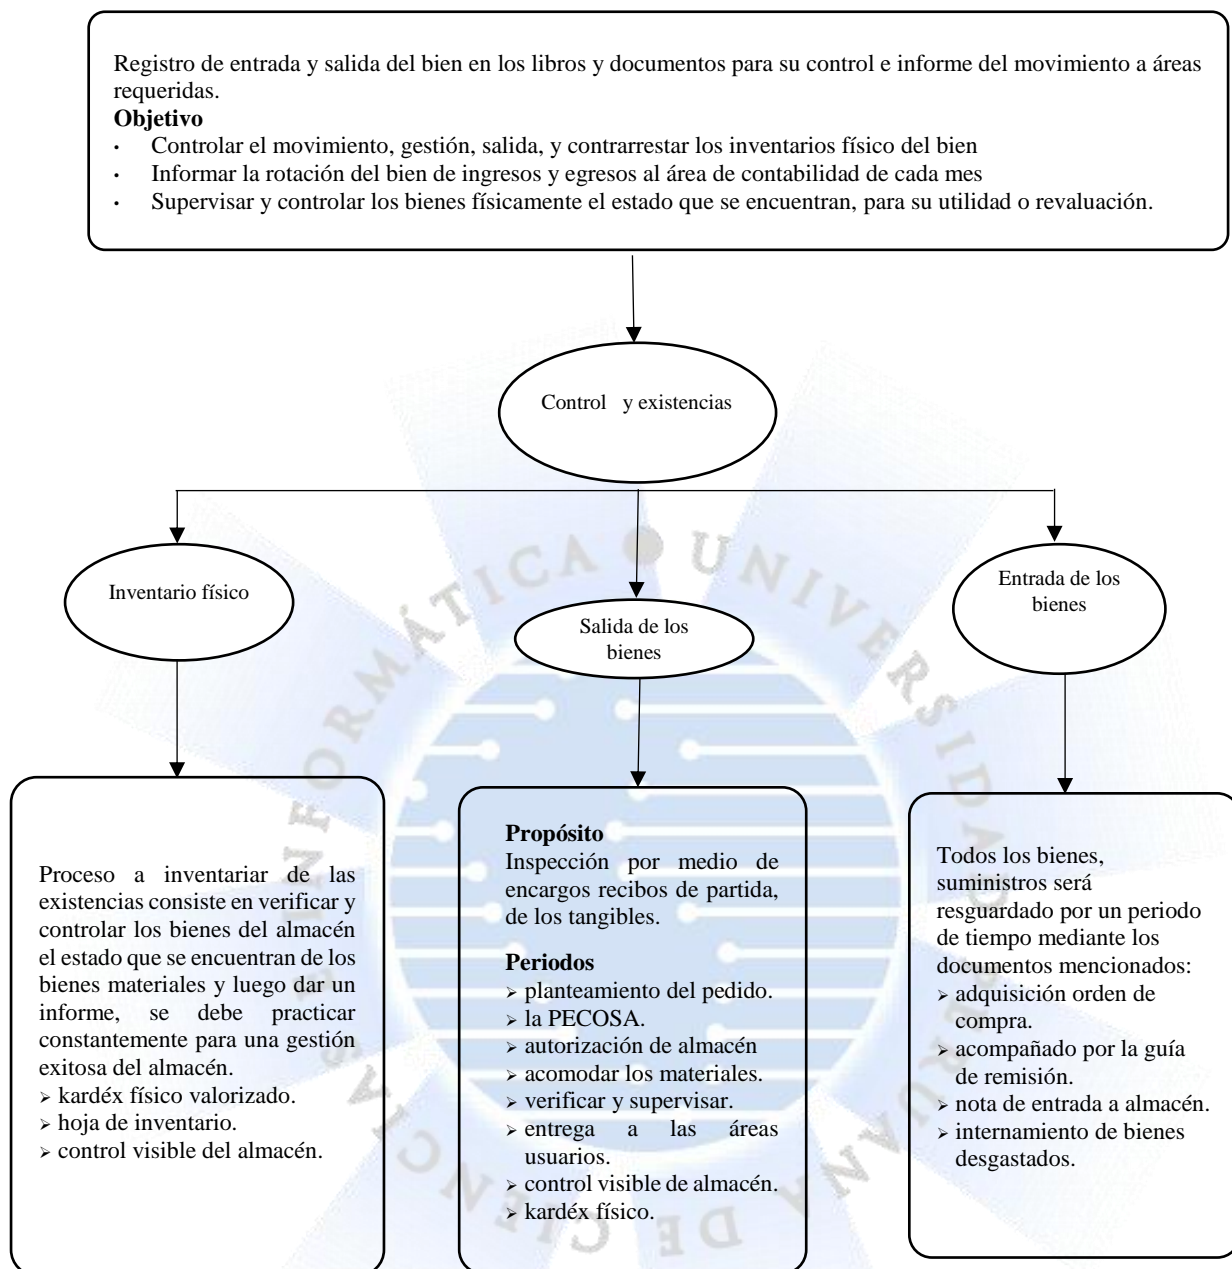 Registro de entrada y salida del bien en los libros y documentos para su control e informe del movimiento a áreas
requeridas.
Objetivo
• Controlar el movimiento, gestión, salida, y contrarrestar los inventarios físico del bien
• Informar la rotación del bien de ingresos y egresos al área de contabilidad de cada mes
• Supervisar y controlar los bienes físicamente el estado que se encuentran, para su utilidad o revaluación.
Control y existencias
Inventario físico
Salida de los
bienes
Entrada de los
bienes
Proceso a inventariar de las
existencias consiste en verificar y
controlar los bienes del almacén
el estado que se encuentran de los
bienes materiales y luego dar un
informe, se debe practicar
constantemente para una gestión
exitosa del almacén.
➢ kardéx físico valorizado.
➢ hoja de inventario.
➢ control visible del almacén.
Propósito
Inspección por medio de
encargos recibos de partida,
de los tangibles.
Periodos
➢ planteamiento del pedido.
➢ la PECOSA.
➢ autorización de almacén
➢ acomodar los materiales.
➢ verificar y supervisar.
➢ entrega a las áreas
usuarios.
➢ control visible de almacén.
➢ kardéx físico.
Todos los bienes,
suministros será
resguardado por un periodo
de tiempo mediante los
documentos mencionados:
➢ adquisición orden de
compra.
➢ acompañado por la guía
de remisión.
➢ nota de entrada a almacén.
➢ internamiento de bienes
desgastados.
UNIVERSIDAD PERUANA DE CIENCIAS E INFORMÁTICA